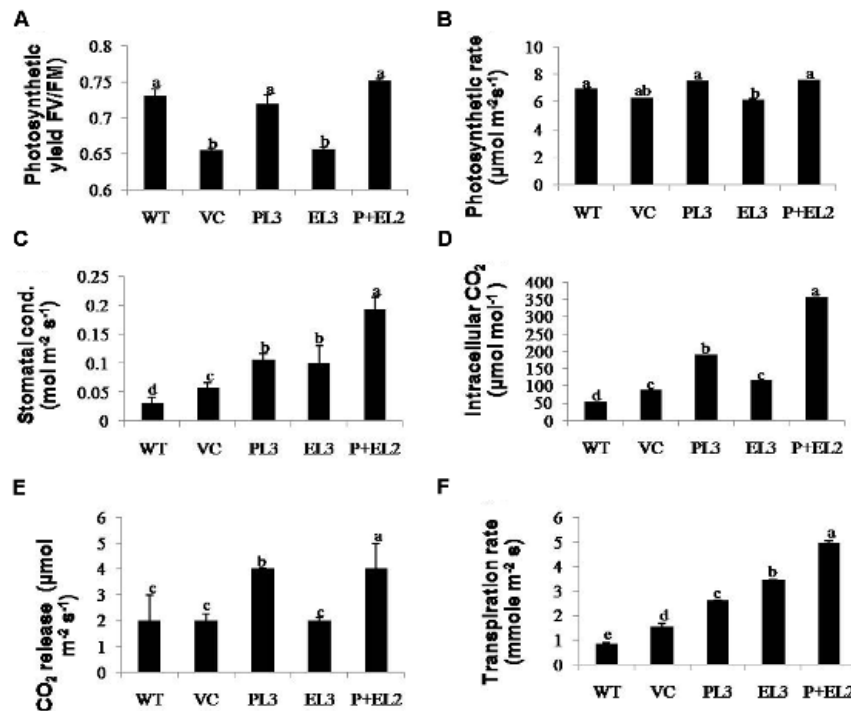 A
Photosynthetic
yield FV/FM)
0.8
0.75
0.7
0.65
0.6
a
b
a
b
a
WT VC PL3 EL3 P+EL2
B
Photosynthetic rate
(µmol m-2s-1)
10
8
6
4
2
0
a
ab
a
b
a
WT VC PL3 EL3 P+EL2
C
Stomatal cond.
(mol m-2 s-1)
0.25
0.2
0.15
0.1
0.05
0
d
c
b
b
a
WT VC PL3 EL3 P+EL2
D
Intracellular CO2
(µmol mol-1)
400
350
300
250
200
150
100
50
0
d
c
b
c
a
WT VC PL3 EL3 P+EL2
E
CO2 release (µmol
m-2 s-1)
6
5
4
3
2
1
0
c
c
b
c
a
WT VC PL3 EL3 P+EL2
F
Transpiration rate
(mmole m-2 s)
6
5
4
3
2
1
0
e
d
c
b
a
WT VC PL3 EL3 P+EL2